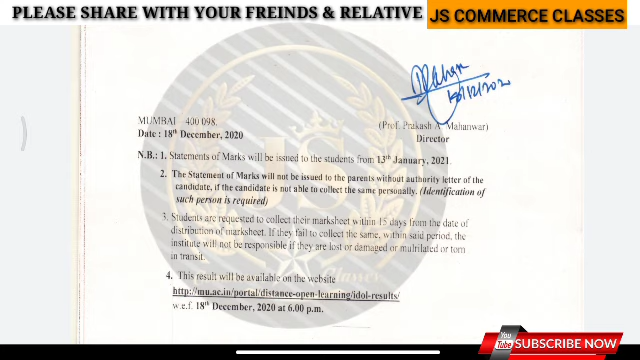 PLEASE SHARE WITH YOUR FREINDS & RELATIVE
JS COMMERCE CLASSES
MUMBAI 400 098.
Date : 18th December, 2020
(Prof. Prakash A. Mahanwar)
Director
N.B.: 1. Statements of Marks will be issued to the students from 13th January, 2021.
2. The Statement of Marks will not be issued to the parents without authority letter of the
candidate, if the candidate is not able to collect the same personally. (Identification of
such person is required)
3. Students are requested to collect their marksheet within 15 days from the date of
distribution of marksheet. If they fail to collect the same, within said period, the
institute will not be responsible if they are lost or damaged or mulrilated or torn
in transit.
4. This result will be available on the website
http://mu.ac.in/portal/distance-open-learning/idol-results/
w.e.f. 18th December, 2020 at 6.00 p.m.
You
Tube
SUBSCRIBE NOW